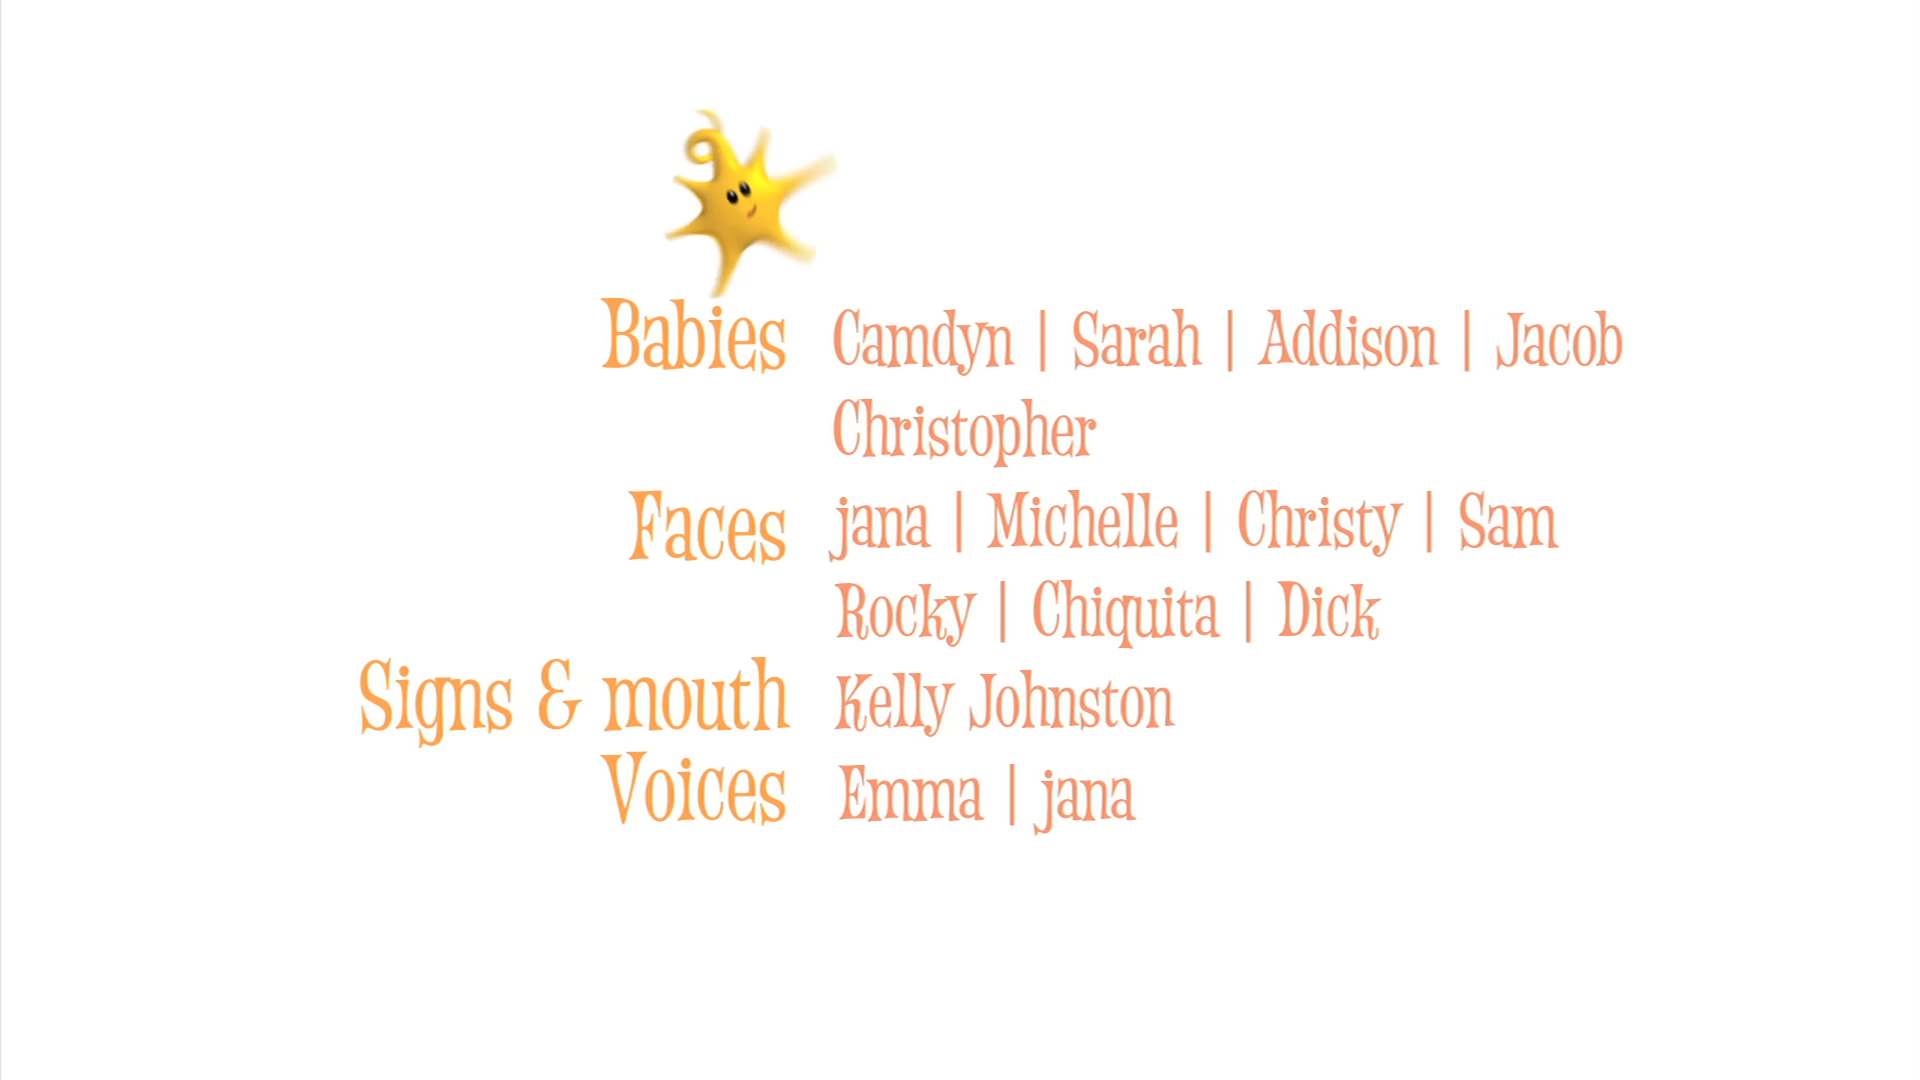 Babies Camdyn | Sarah | Addison | Jacob
Christopher
Faces jana | Michelle | Christy | Sam
Rocky | Chiquita | Dick
Signs & mouth Kelly Johnston
Voices Emma | jana